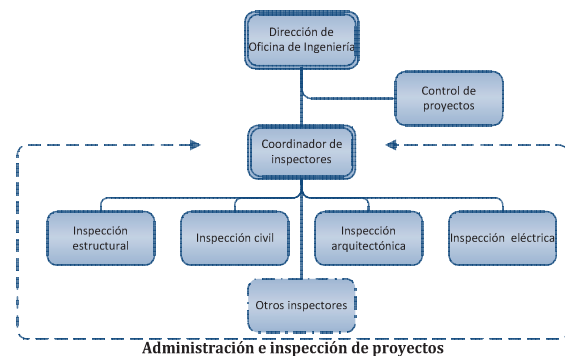 Dirección de
Oficina de Ingeniería
Control de
proyectos
Coordinador de
inspectores
Inspección
estructural
Inspección civil
Inspección
arquitectónica
Inspección eléctrica
Otros inspectores
Administración e inspección de proyectos